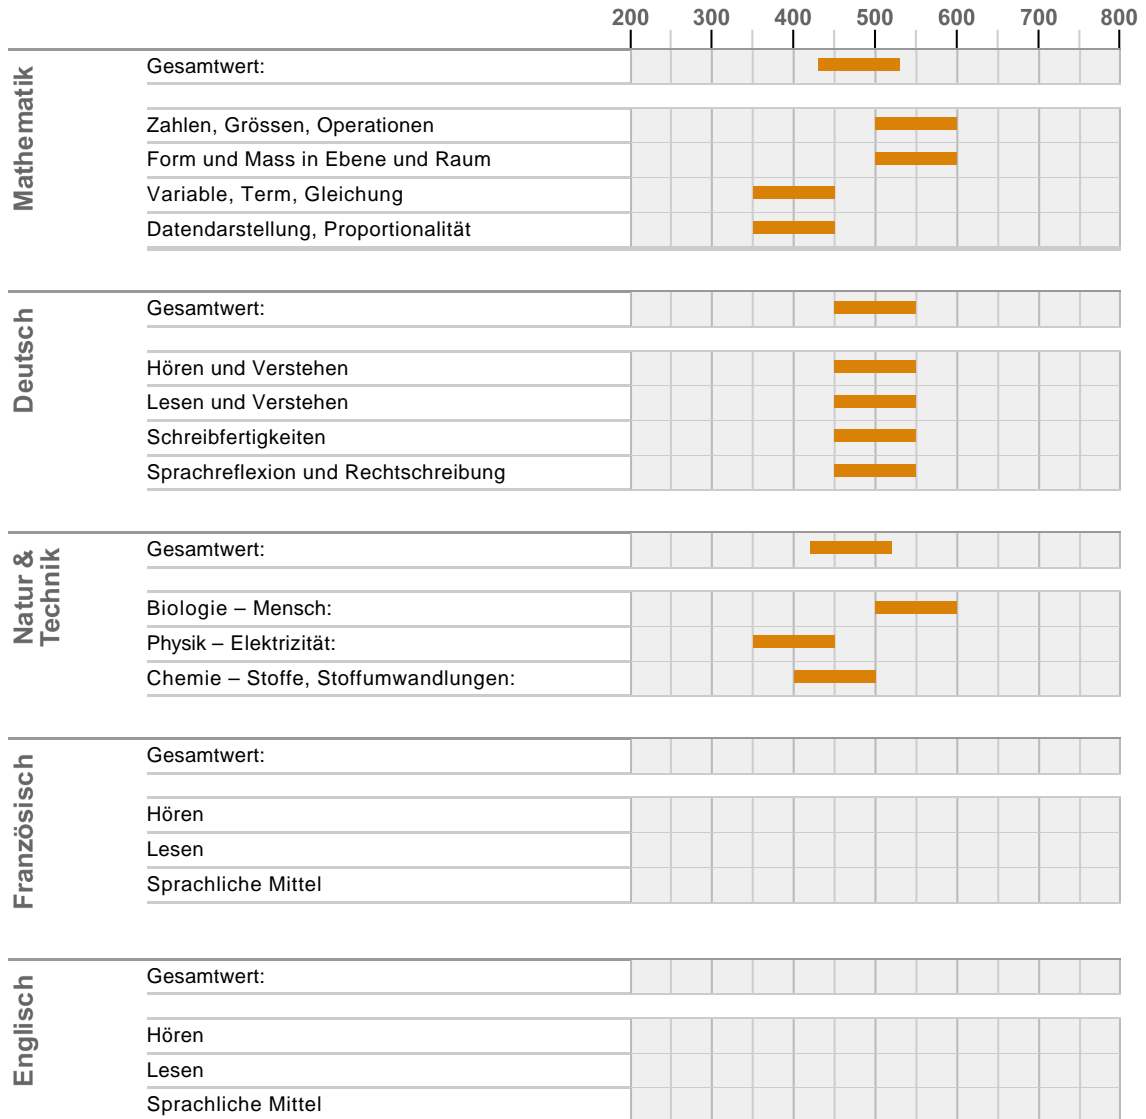 200 300 400 500 600 700 800
Mathematik
Gesamtwert:
Zahlen, Grössen, Operationen
Form und Mass in Ebene und Raum
Variable, Term, Gleichung
Datendarstellung, Proportionalität
Deutsch
Gesamtwert:
Hören und Verstehen
Lesen und Verstehen
Schreibfertigkeiten
Sprachreflexion und Rechtschreibung
Natur &
Technik
Gesamtwert:
Biologie – Mensch:
Physik – Elektrizität:
Chemie – Stoffe, Stoffumwandlungen:
Französisch
Gesamtwert:
Hören
Lesen
Sprachliche Mittel
Englisch
Gesamtwert:
Hören
Lesen
Sprachliche Mittel